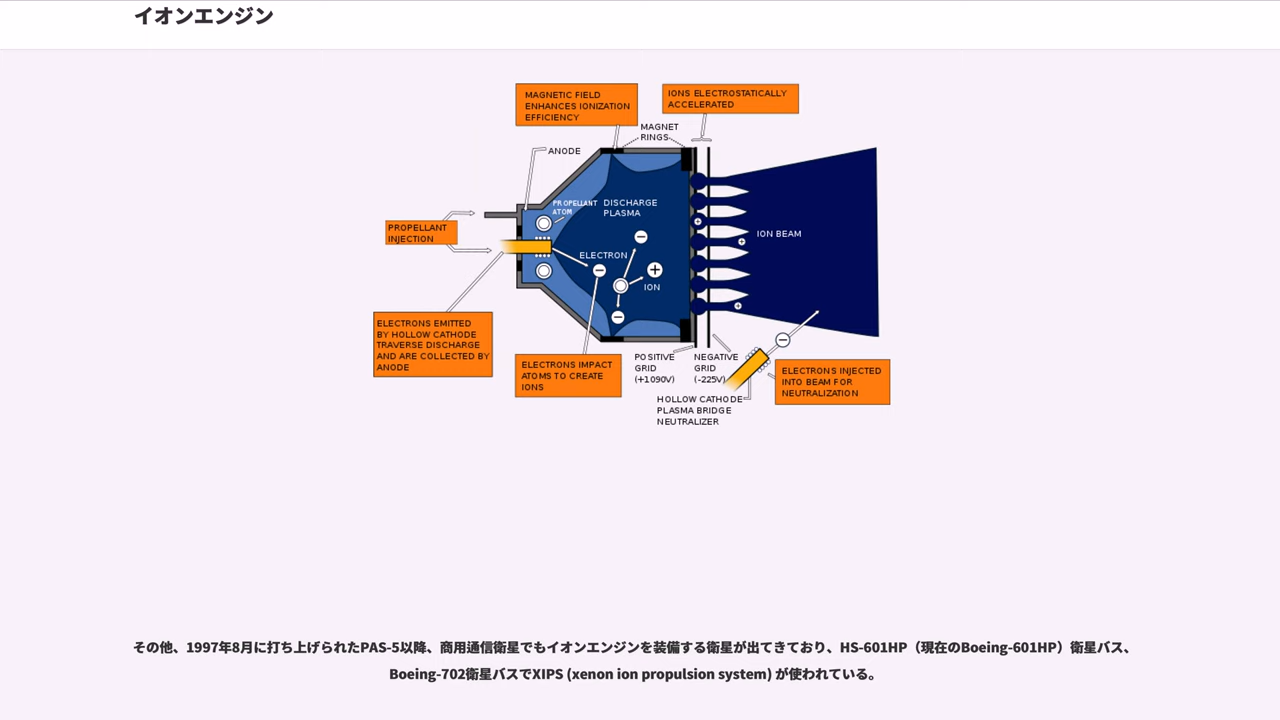 イオンエンジン
MAGNETIC FIELD
ENHANCES IONIZATION
EFFICIENCY
IONS ELECTROSTATICALLY
ACCELERATED
MAGNET
RINGS
ANODE
PROPELLANT
ATOM
DISCHARGE
PLASMA
PROPELLANT
INJECTION
ION BEAM
ELECTRON
ION
ELECTRONS EMITTED
BY HOLLOW CATHODE
TRAVERSE DISCHARGE
AND ARE COLLECTED BY
ANODE
ELECTRONS IMPACT
ATOMS TO CREATE
IONS
POSITIVE
GRID
(+1090V)
NEGATIVE
GRID
(-225V)
ELECTRONS INJECTED
INTO BEAM FOR
NEUTRALIZATION
HOLLOW CATHODE
PLASMA BRIDGE
NEUTRALIZER
その他、1997年8月に打ち上げられたPAS-5以降、商用通信衛星でもイオンエンジンを装備する衛星が出てきており、HS-601HP（現在のBoeing-601HP）衛星バス、
Boeing-702衛星バスでXIPS (xenon ion propulsion system) が使われている。